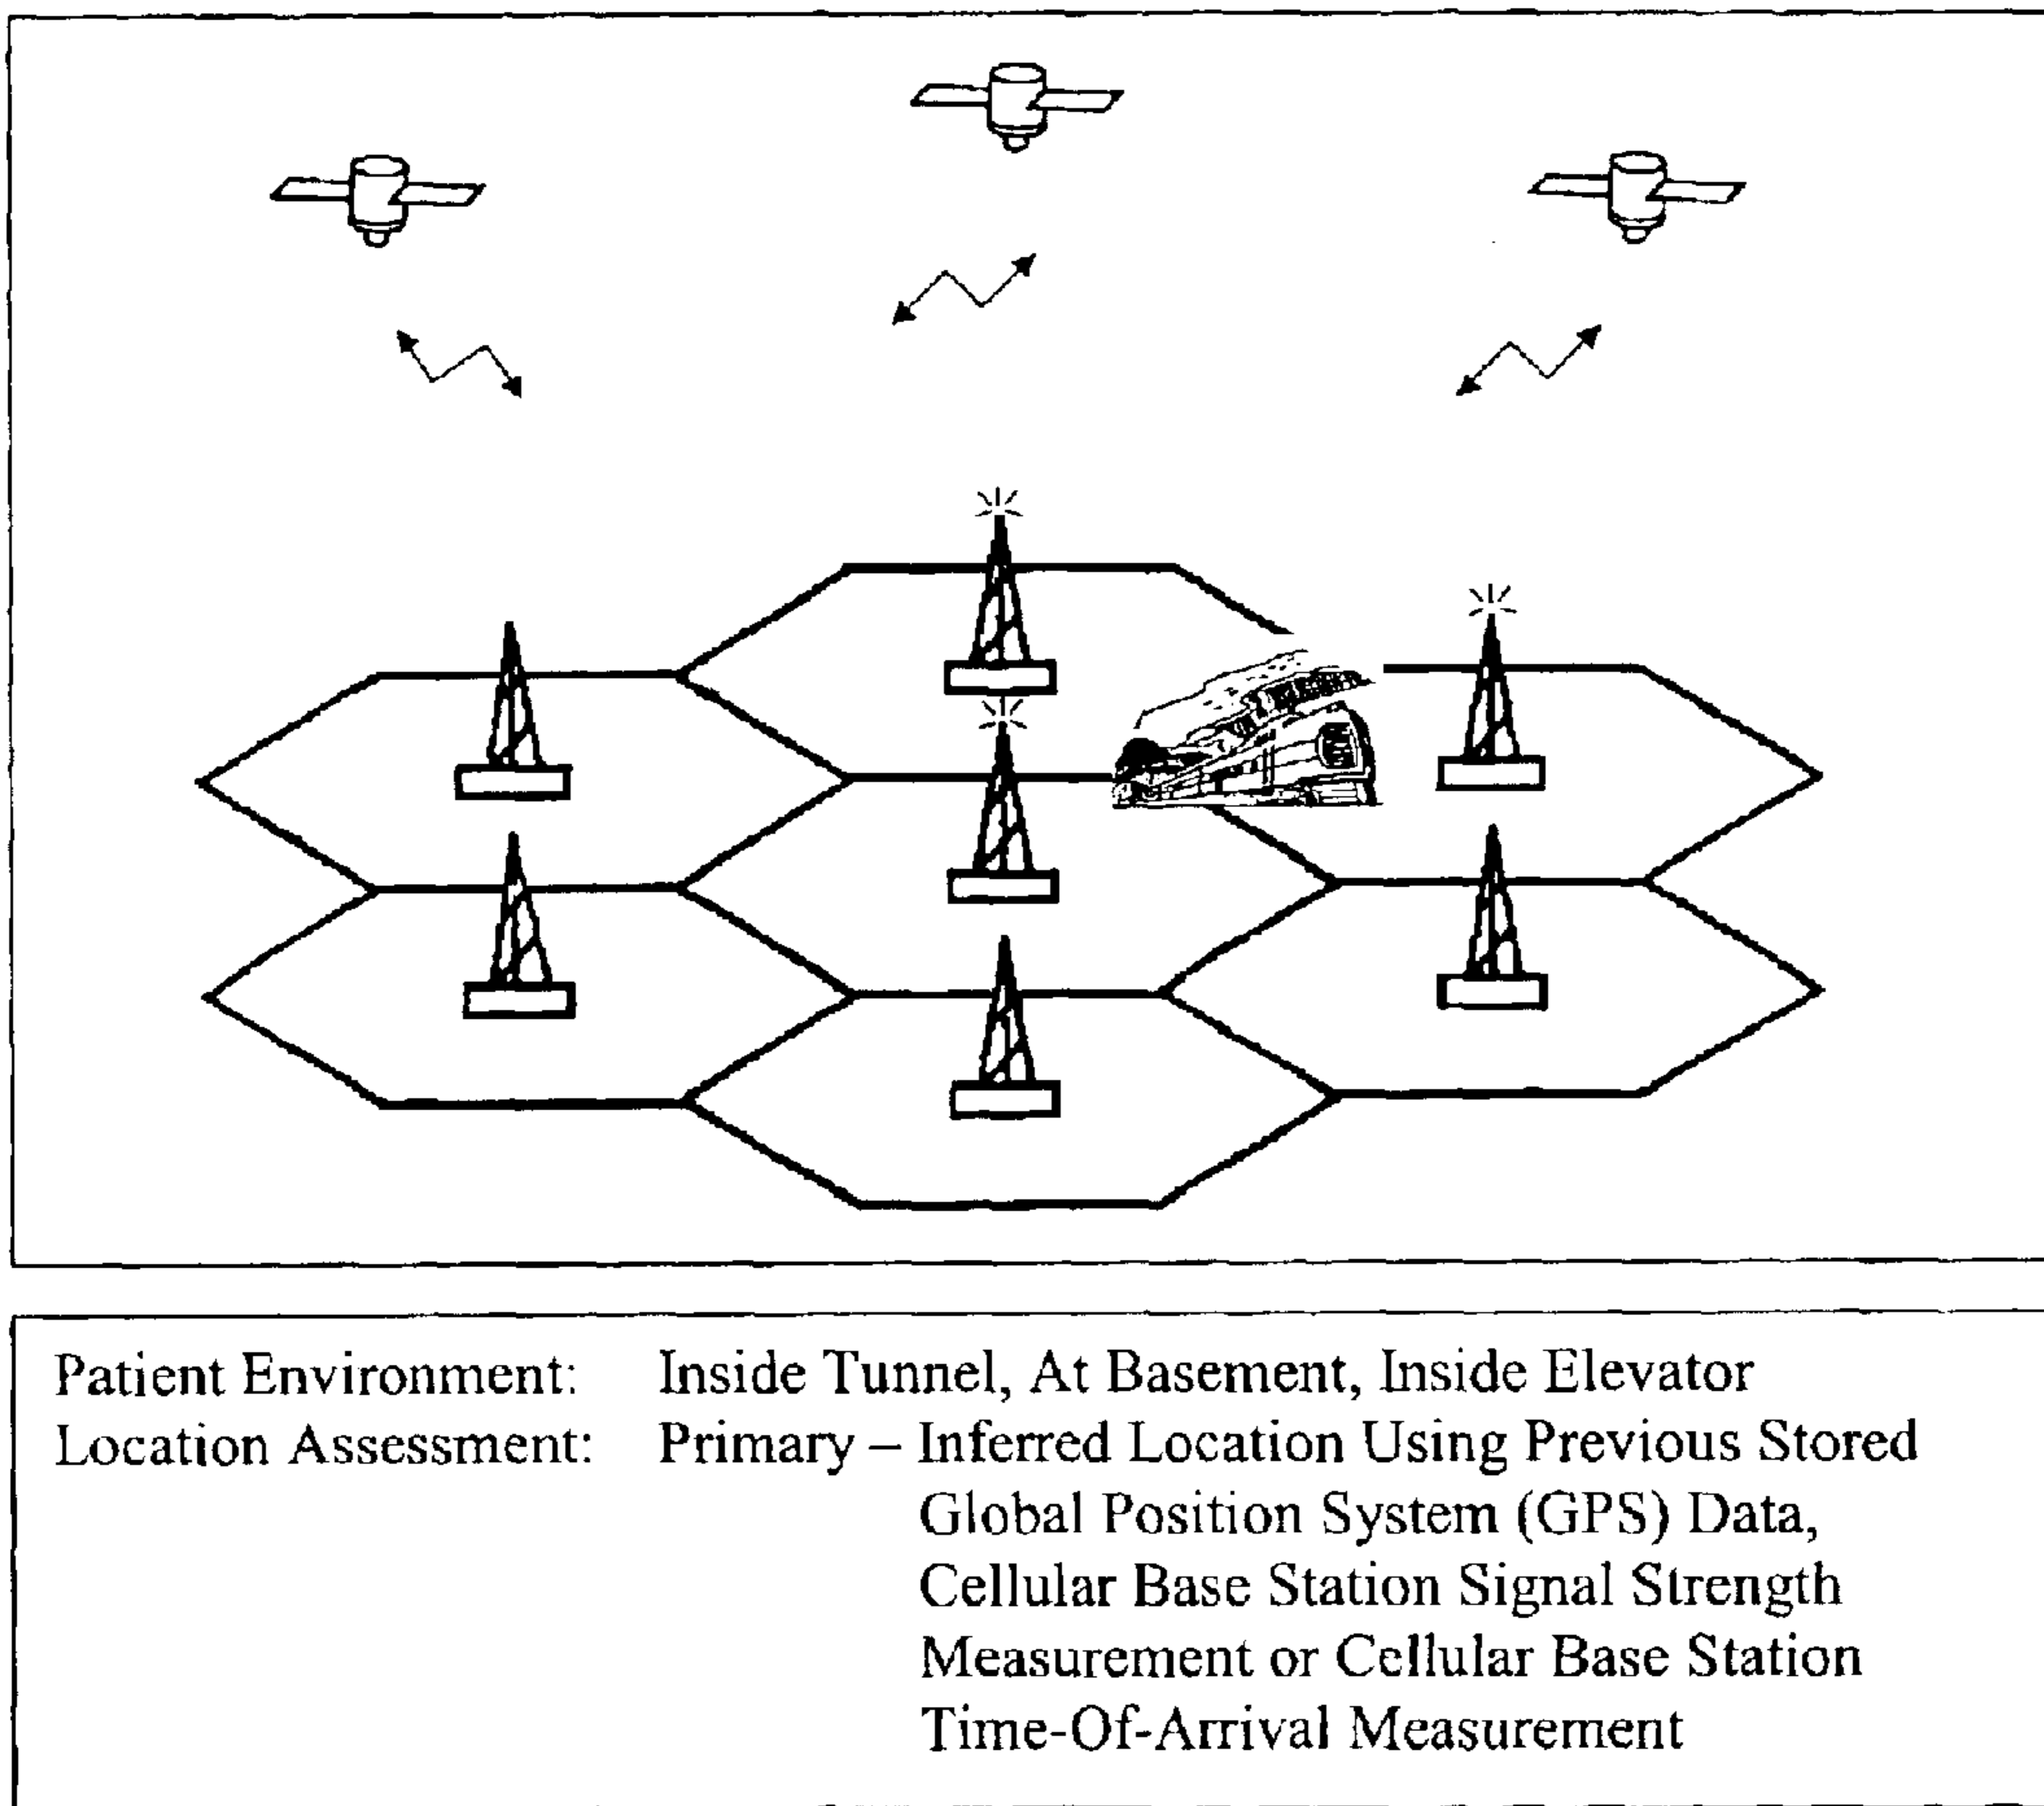 Patient Environment: Inside Tunnel, At Basement, Inside Elevator
Location Assessment: Primary – Inferred Location Using Previous Stored
Global Position System (GPS) Data,
Cellular Base Station Signal Strength
Measurement or Cellular Base Station
Time-Of-Arrival Measurement